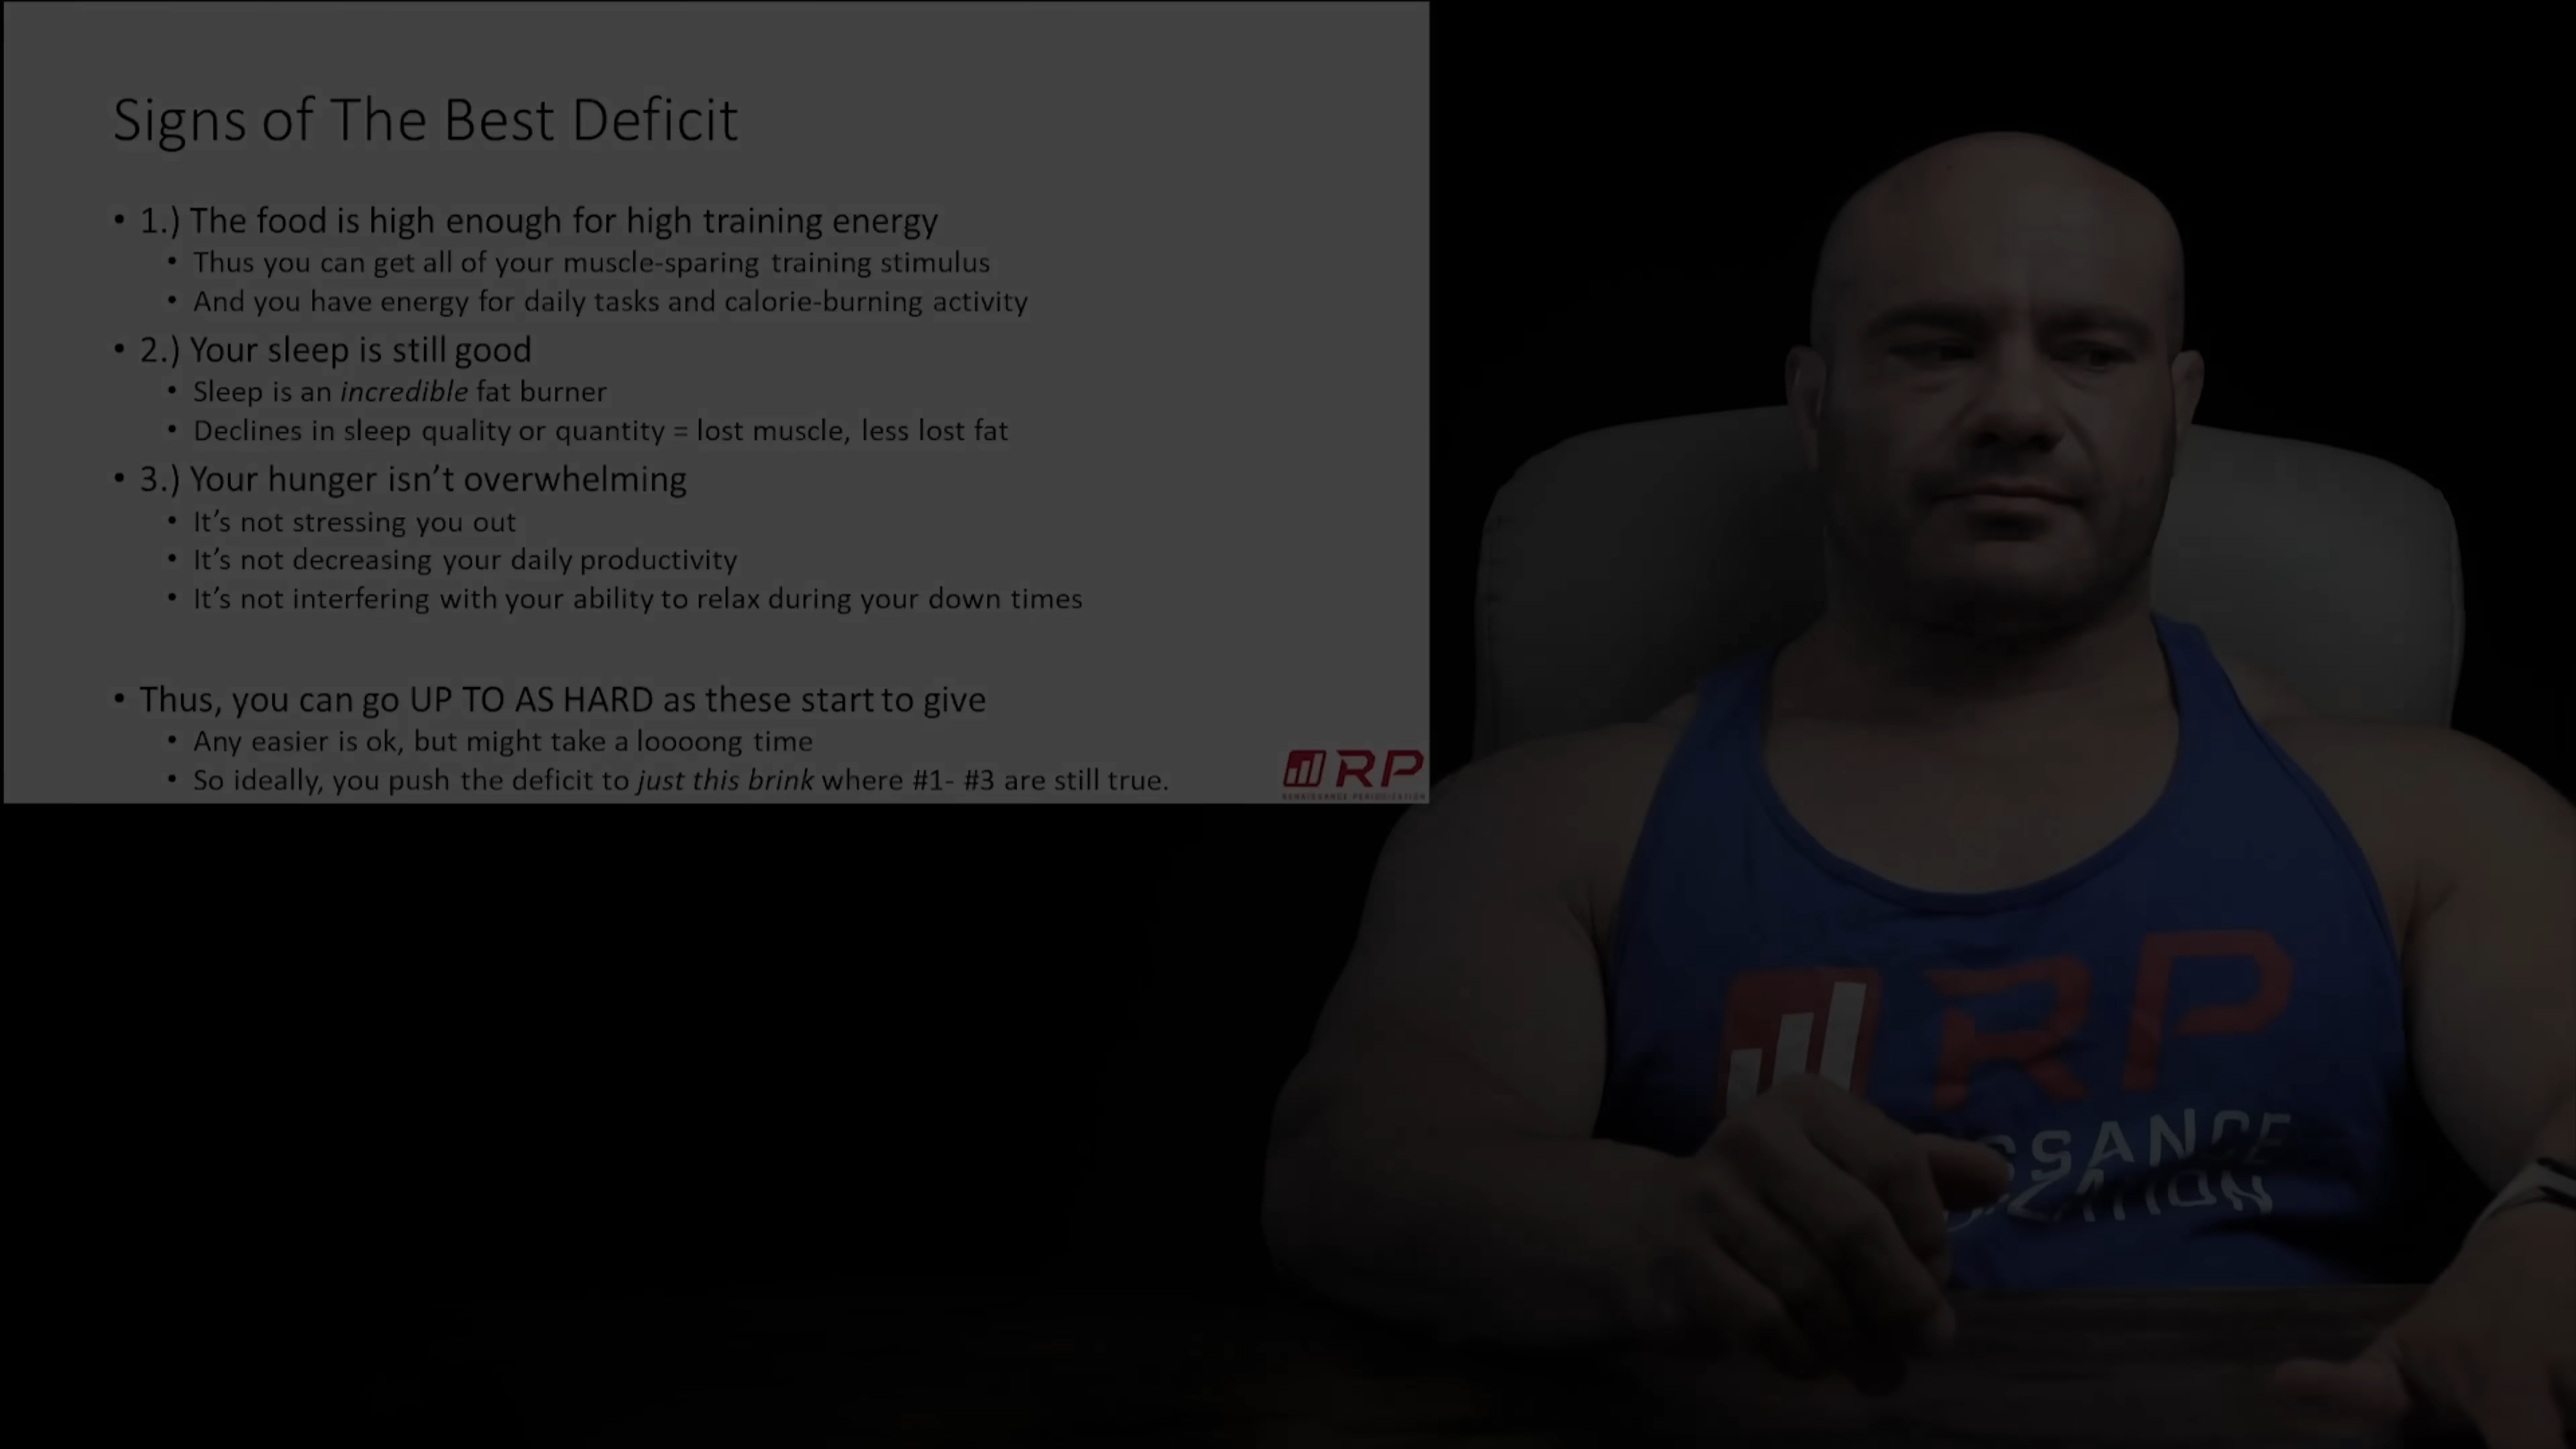 Signs of The Best Deficit
• 1.) The food is high enough for high training energy
• Thus you can get all of your muscle-sparing training stimulus
• And you have energy for daily tasks and calorie-burning activity
• 2.) Your sleep is still good
• Sleep is an incredible fat burner
• Declines in sleep quality or quantity = lost muscle, less lost fat
• 3.) Your hunger isn’t overwhelming
• It’s not stressing you out
• It’s not decreasing your daily productivity
• It’s not interfering with your ability to relax during your down times
• Thus, you can go UP TO AS HARD as these start to give
• Any easier is ok, but might take a loooong time
• So ideally, you push the deficit to just this brink where #1- #3 are still true.
RP
RENAISSANCE PERIODIZATION
RP
SSANCE
IZATION